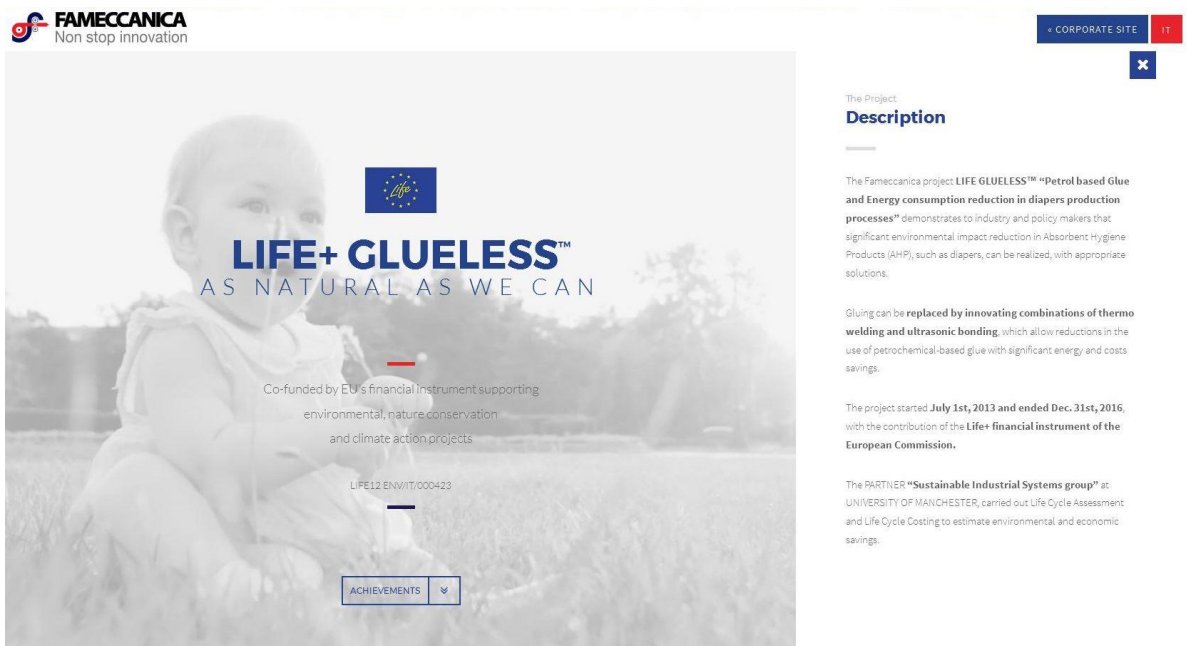 FAMECCANICA
Non stop innovation
« CORPORATE SITE
IT
Life
LIFE+ GLUELESS™
AS NATURAL AS WE CAN
Co-funded by EU's financial instrument supporting
environmental, nature conservation
and climate action projects
LIFE12 ENV/IT/000423
ACHIEVEMENTS
The Project
Description
The Fameccanica project LIFE GLUELESS™ “Petrol based Glue
and Energy consumption reduction in diapers production
processes” demonstrates to industry and policy makers that
significant environmental impact reduction in Absorbent Hygiene
Products (AHP), such as diapers, can be realized, with appropriate
solutions.
Gluing can be replaced by innovating combinations of thermo
welding and ultrasonic bonding, which allow reductions in the
use of petrochemical-based glue with significant energy and costs
savings.
The project started July 1st, 2013 and ended Dec. 31st, 2016,
with the contribution of the Life+ financial instrument of the
European Commission.
The PARTNER “Sustainable Industrial Systems group” at
UNIVERSITY OF MANCHESTER, carried out Life Cycle Assessment
and Life Cycle Costing to estimate environmental and economic
savings.